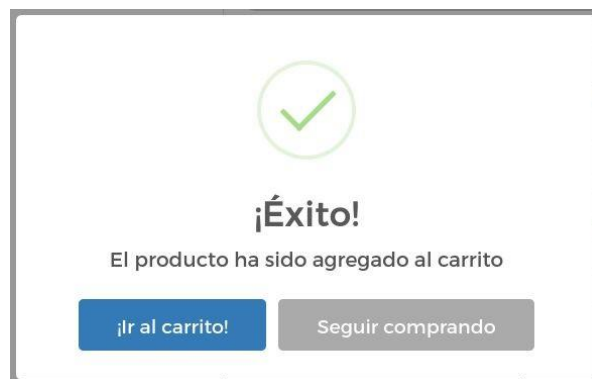 ¡Éxito!
El producto ha sido agregado al carrito
¡Ir al carrito!
Seguir comprando